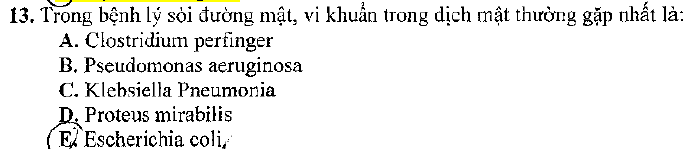 13. Trong bệnh lý sỏi đường mật, vi khuẩn trong dịch mật thường gặp nhất là:
A. Clostridium perfinger
B. Pseudomonas aeruginosa
C. Klebsiella Pneumonia
D. Proteus mirabilis
E. Escherichia coli,